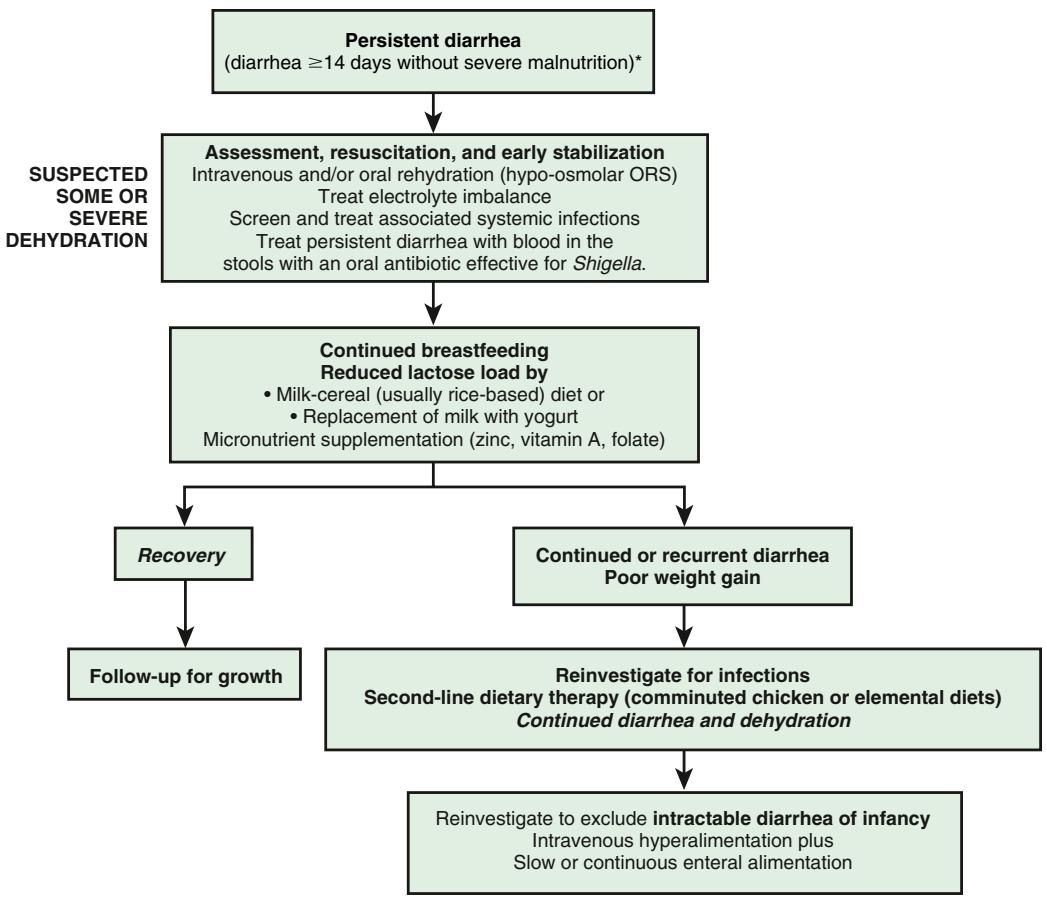 Persistent diarrhea
(diarrhea ≥14 days without severe malnutrition)*
SUSPECTED
SOME OR
SEVERE
DEHYDRATION
Assessment, resuscitation, and early stabilization
Intravenous and/or oral rehydration (hypo-osmolar ORS)
Treat electrolyte imbalance
Screen and treat associated systemic infections
Treat persistent diarrhea with blood in the
stools with an oral antibiotic effective for Shigella.
Continued breastfeeding
Reduced lactose load by
• Milk-cereal (usually rice-based) diet or
• Replacement of milk with yogurt
Micronutrient supplementation (zinc, vitamin A, folate)
Recovery
Follow-up for growth
Continued or recurrent diarrhea
Poor weight gain
Reinvestigate for infections
Second-line dietary therapy (comminuted chicken or elemental diets)
Continued diarrhea and dehydration
Reinvestigate to exclude intractable diarrhea of infancy
Intravenous hyperalimentation plus
Slow or continuous enteral alimentation